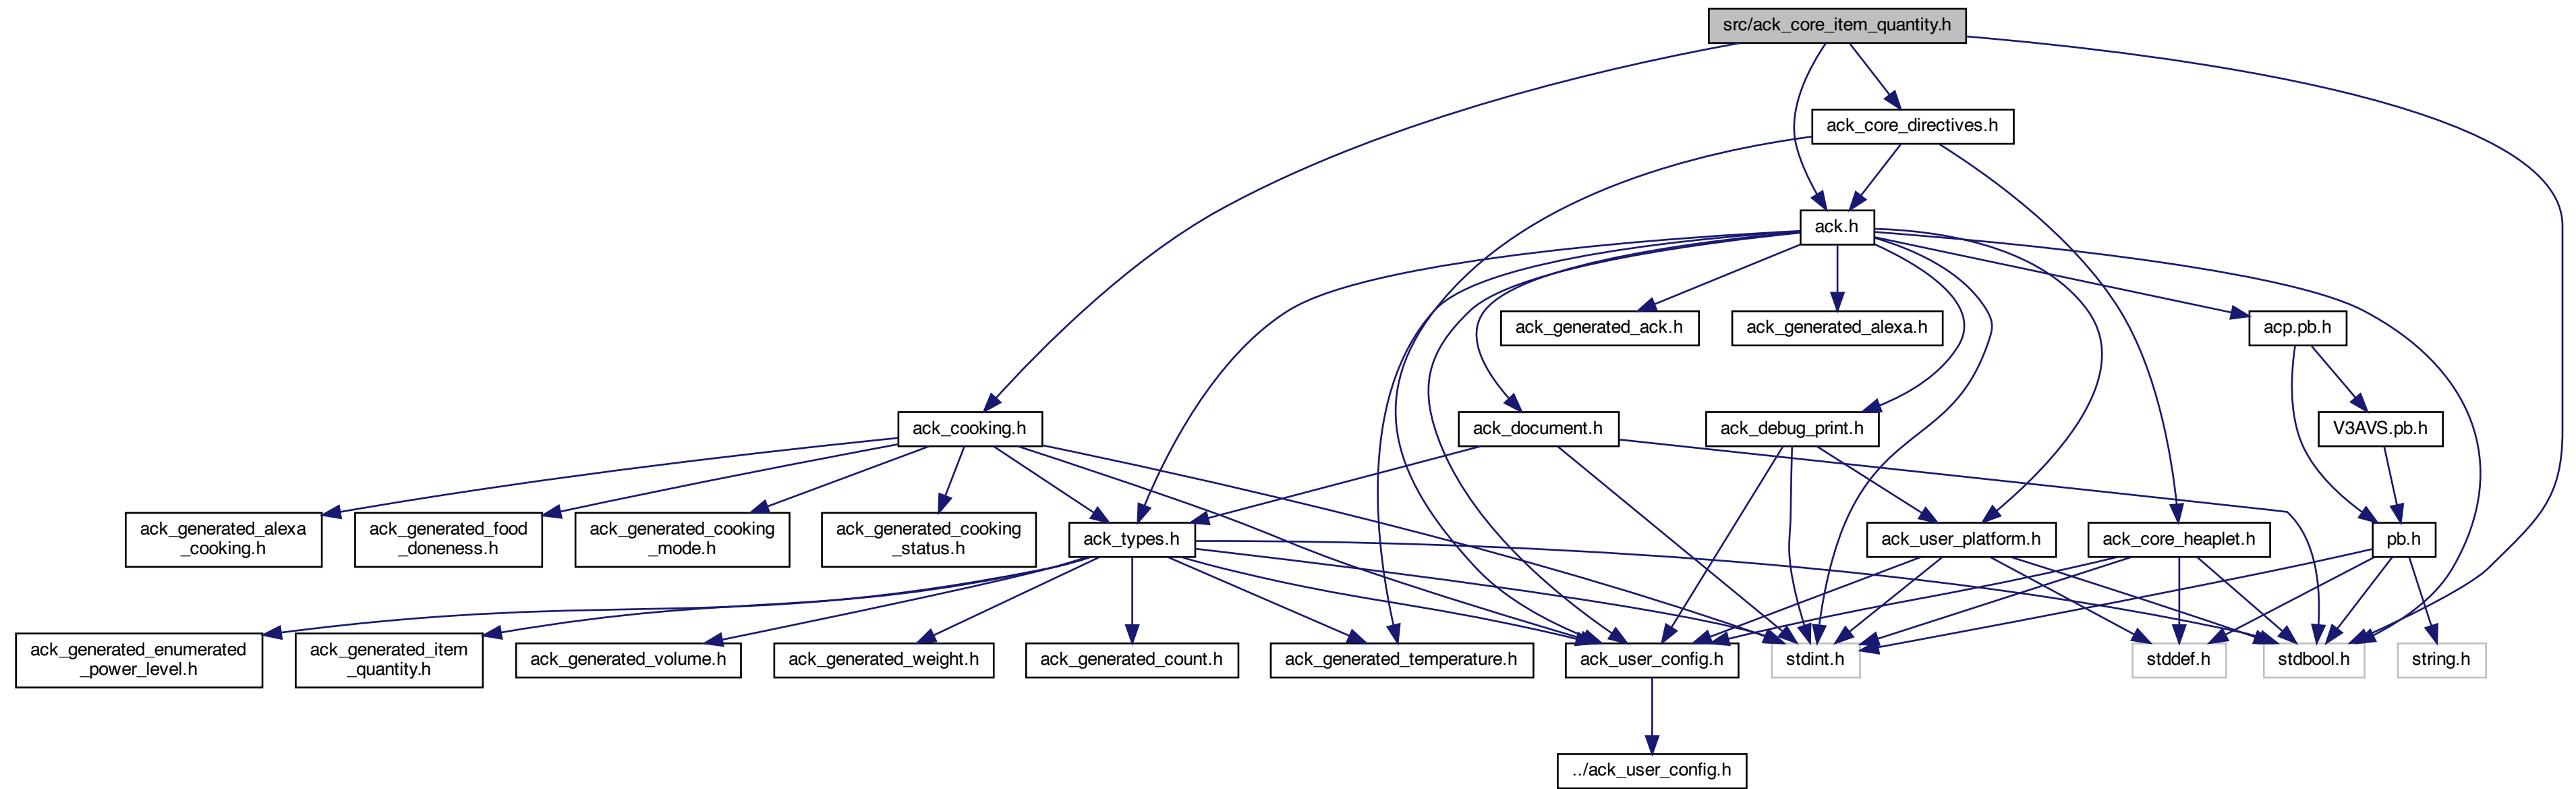 src/ack_core_item_quantity.h
ack_core_directives.h
ack.h
ack_generated_ack.h
ack_generated_alexa.h
acp.pb.h
ack_cooking.h
ack_document.h
ack_debug_print.h
V3AVS.pb.h
ack_generated_alexa
_cooking.h
ack_generated_food
_doneness.h
ack_generated_cooking
_mode.h
ack_generated_cooking
_status.h
ack_types.h
ack_user_platform.h
ack_core_heaplet.h
pb.h
ack_generated_enumerated
_power_level.h
ack_generated_item
_quantity.h
ack_generated_volume.h
ack_generated_weight.h
ack_generated_count.h
ack_generated_temperature.h
ack_user_config.h
stdint.h
stddef.h
stdbool.h
string.h
../ack_user_config.h